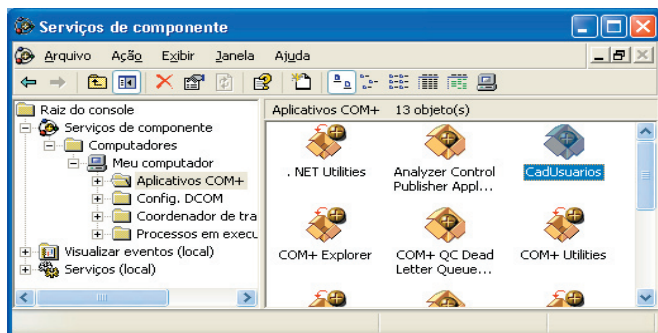 Serviços de componente
Arquivo Ação Exibir Janela Ajuda
Raiz do console
Serviços de componente
Computadores
Meu computador
Aplicativos COM+
Config. DCOM
Coordenador de tra
Processos em execu
Visualizar eventos (local)
Serviços (local)
Aplicativos COM+ 13 objeto(s)
. NET Utilities
Analyzer Control
Publisher Appl...
CadUsuarios
COM+ Explorer
COM+ QC Dead
Letter Queue...
COM+ Utilities